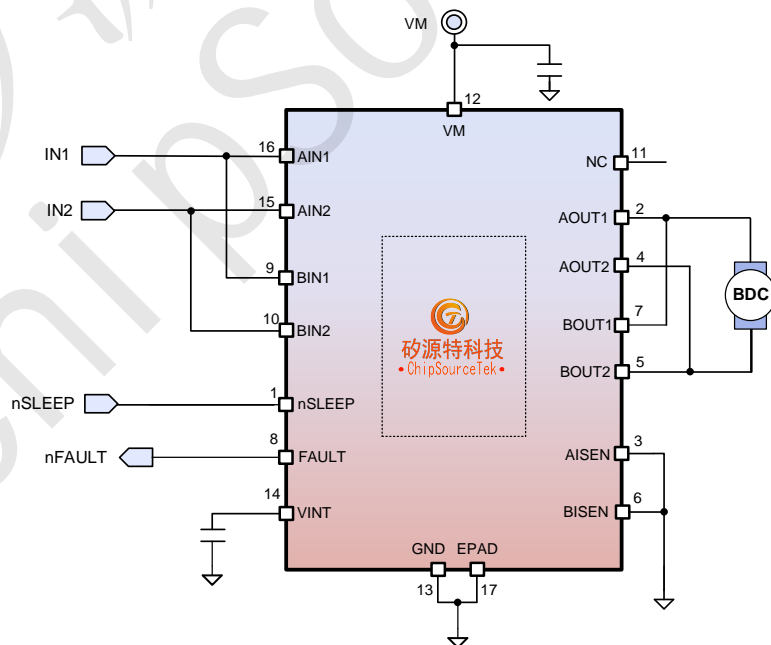 VM
12
VM
IN1
16
AIN1
NC
11
IN2
15
AIN2
AOUT1
2
AOUT2
4
BDC
9
BIN1
10
BIN2
BOUT1
7
矽源特科技
•ChipSourceTek•
BOUT2
5
nSLEEP
1
nSLEEP
nFAULT
8
FAULT
AISEN
3
14
VINT
BISEN
6
GND EPAD
13
17